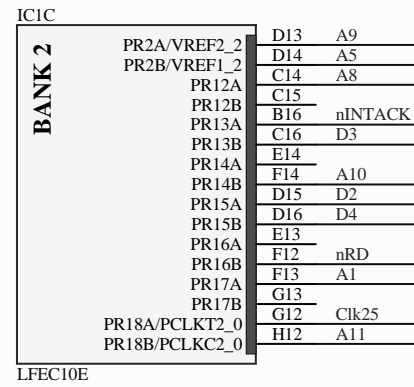 IC1C
BANK 2
PR2A/VREF2_2 D13 A9
PR2B/VREF1_2 D14 A5
PR12A C14 A8
PR12B C15
PR13A B16 nINTACK
PR13B C16 D3
PR14A E14
PR14B F14 A10
PR15A D15 D2
PR15B D16 D4
PR16A E13
PR16B F12 nRD
PR17A F13 A1
PR17B G13
PR18A/PCLKT2_0 G12 Clk25
PR18B/PCLKC2_0 H12 A11
LFEC10E